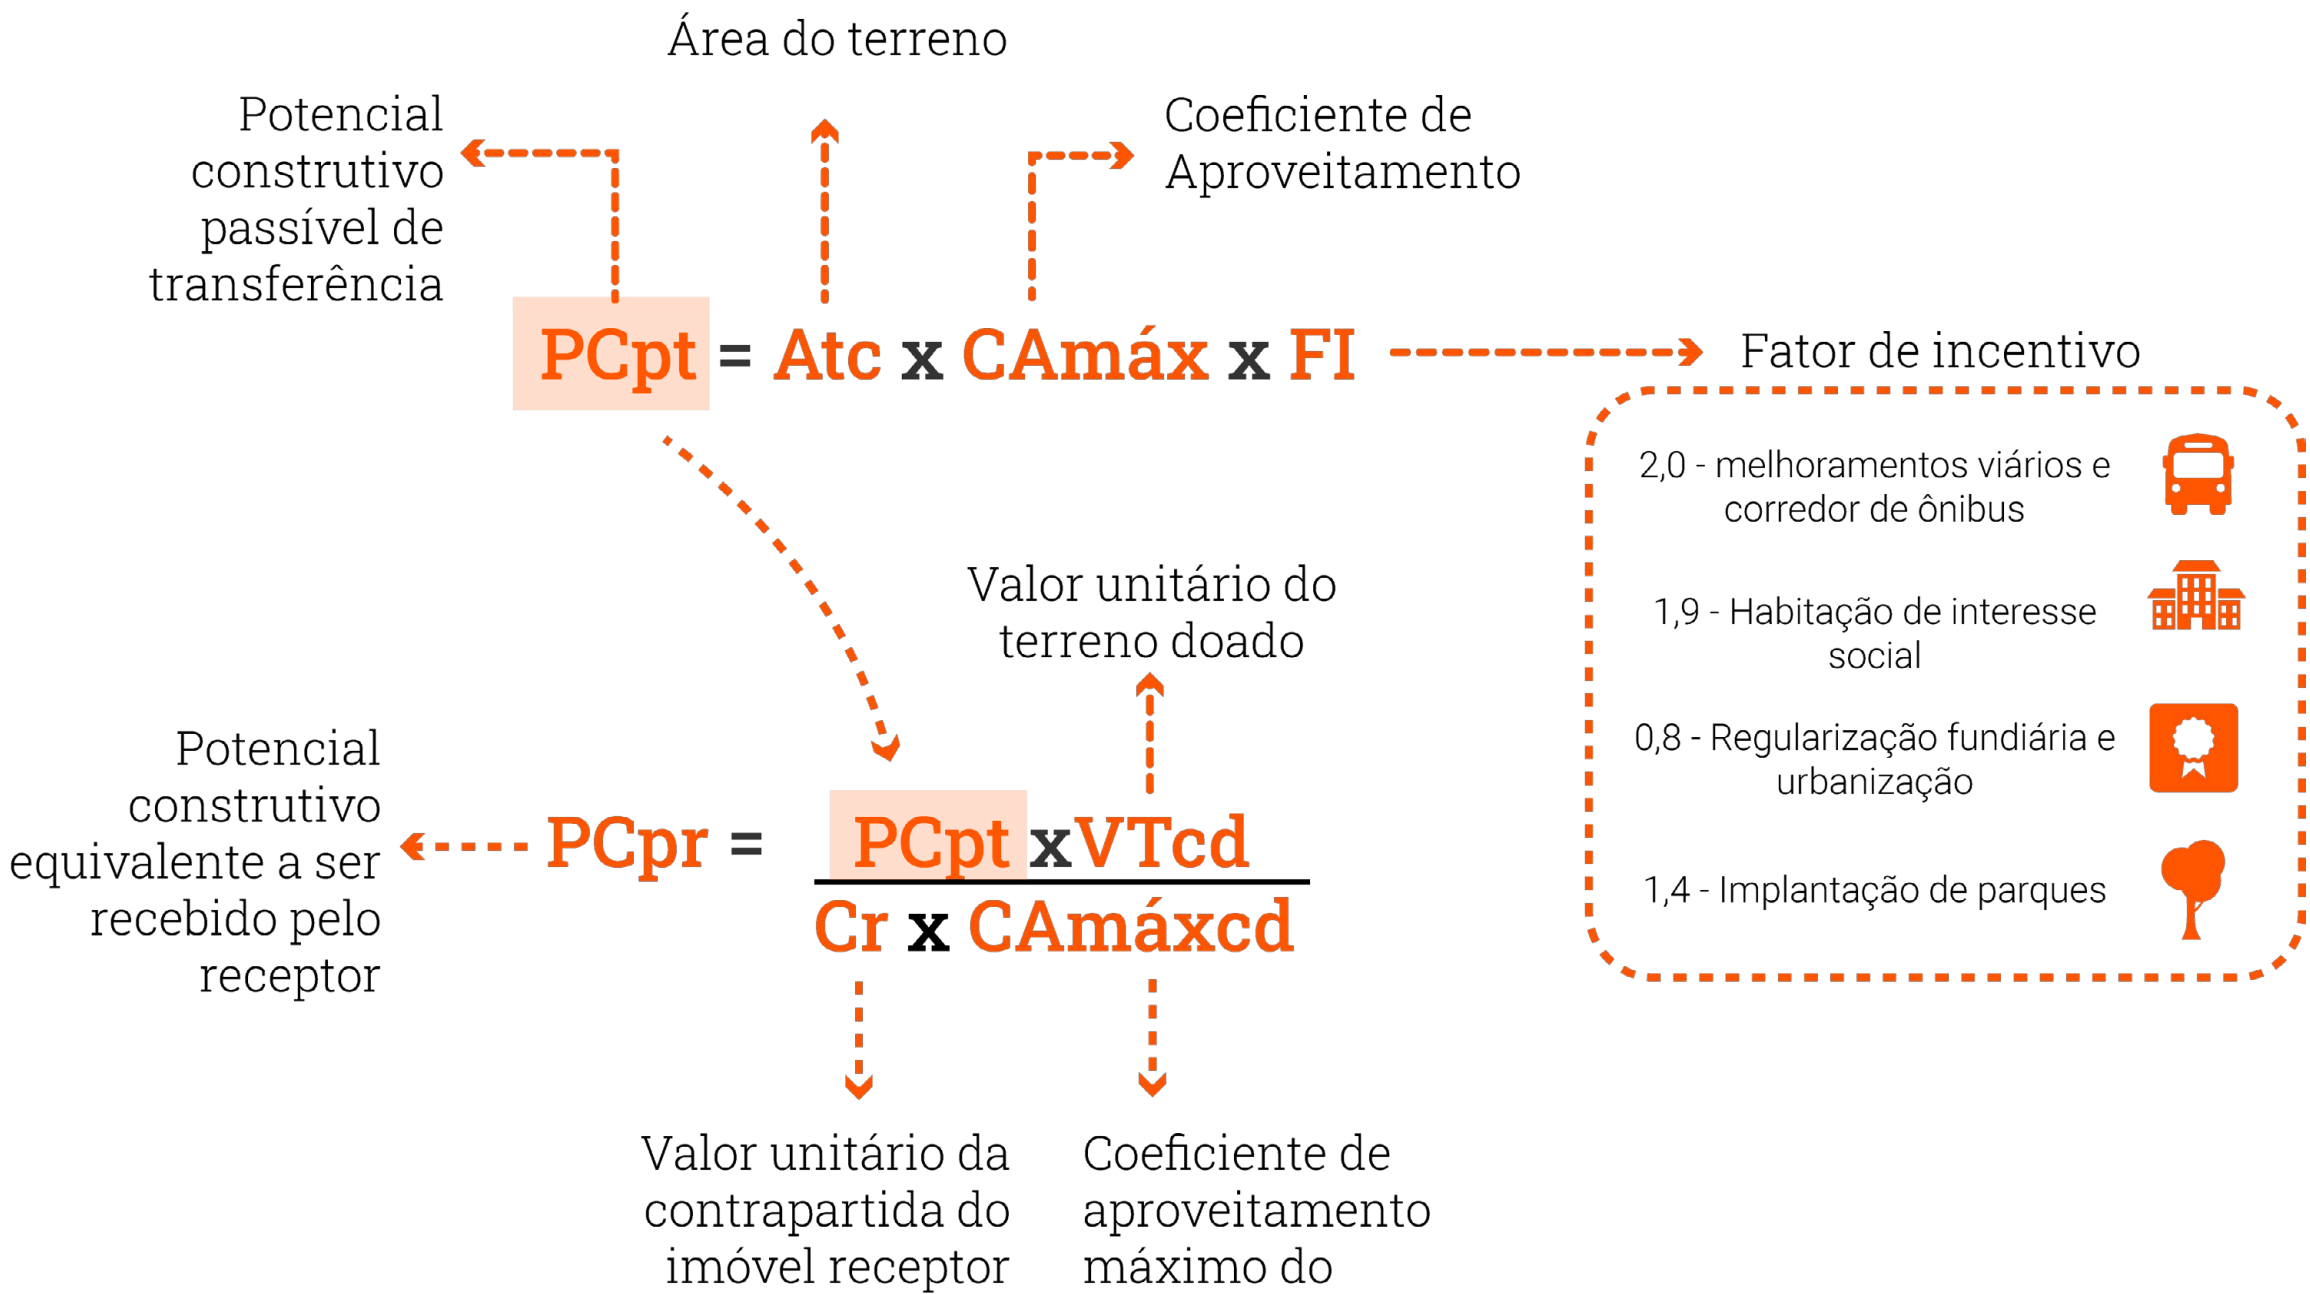 Área do terreno
Potencial
construtivo
passível de
transferência
Coeficiente de
Aproveitamento
PCpt = Atc x CAmáx x FI
Fator de incentivo
2,0 - melhoramentos viários e
corredor de ônibus
1,9 - Habitação de interesse
social
0,8 - Regularização fundiária e
urbanização
1,4 - Implantação de parques
Valor unitário do
terreno doado
Potencial
construtivo
equivalente a ser
recebido pelo
receptor
PCpr = PCpt x VTcd
Cr x CAmáxcd
Valor unitário da
contrapartida do
imóvel receptor
Coeficiente de
aproveitamento
máximo do